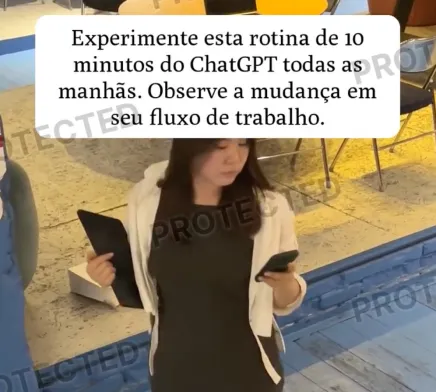 Experimente esta rotina de 10
minutos do ChatGPT todas as
manhãs. Observe a mudança em
seu fluxo de trabalho.
PROTECTED
PROTECTED
PROTECTED
PROTECTED
PROTECTED